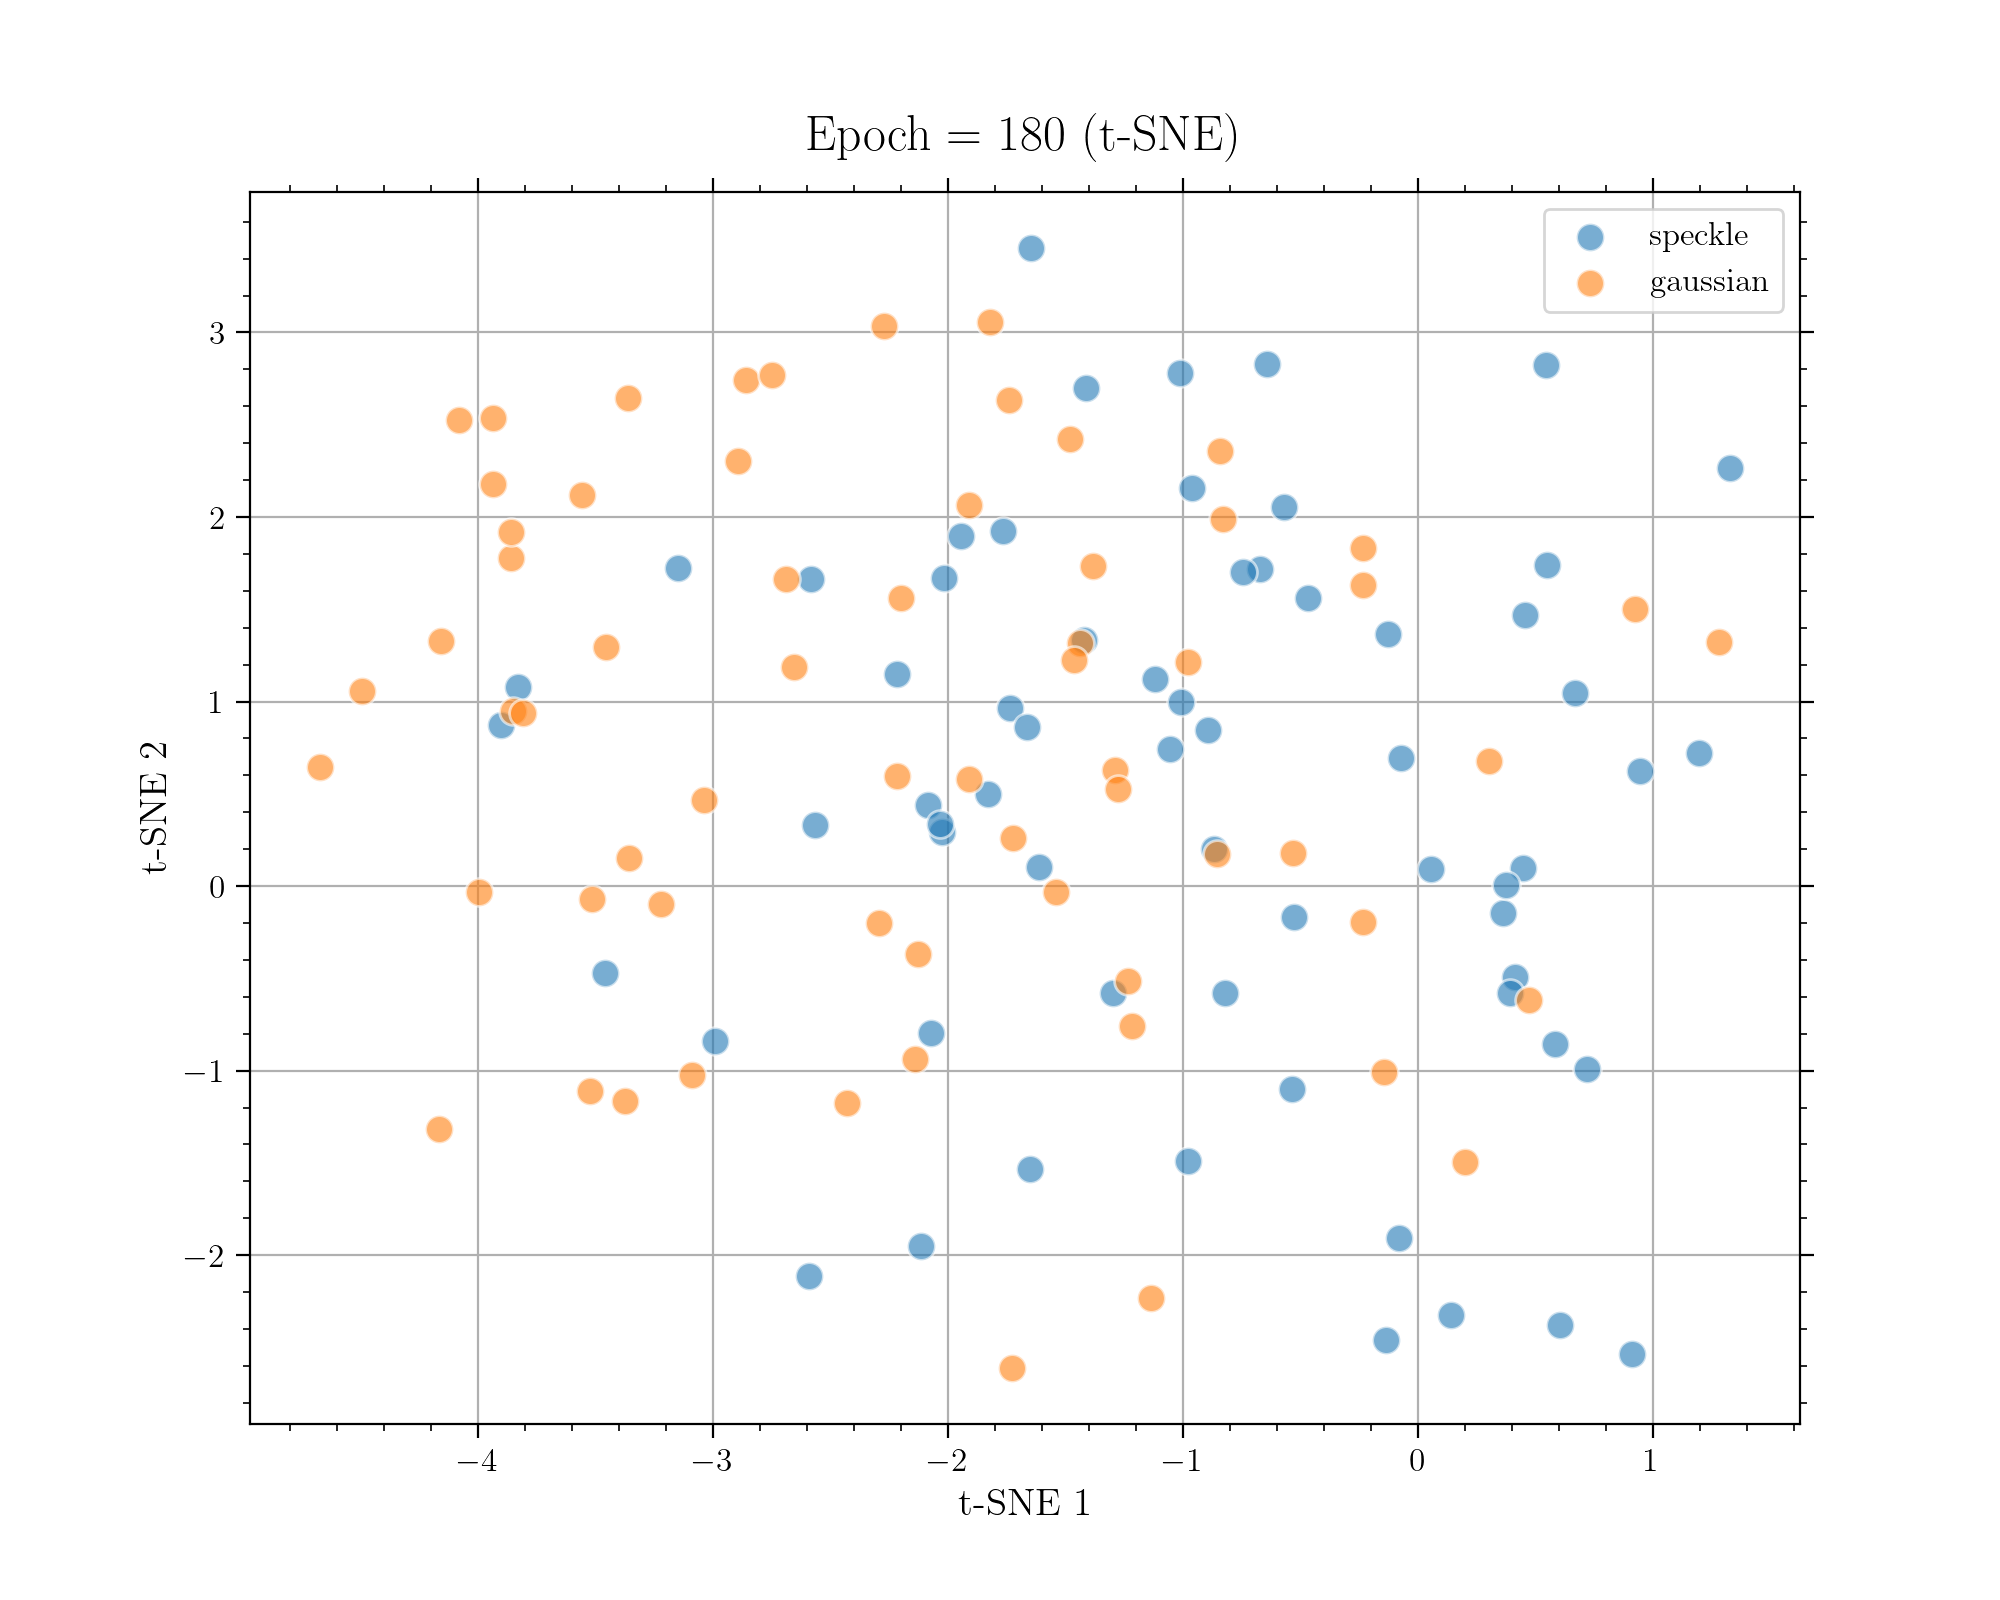 Epoch = 180 (t-SNE)
speckle
gaussian
3
2
1
0
−1
−2
t-SNE 2
−4
−3
−2
−1
0
1
t-SNE 1